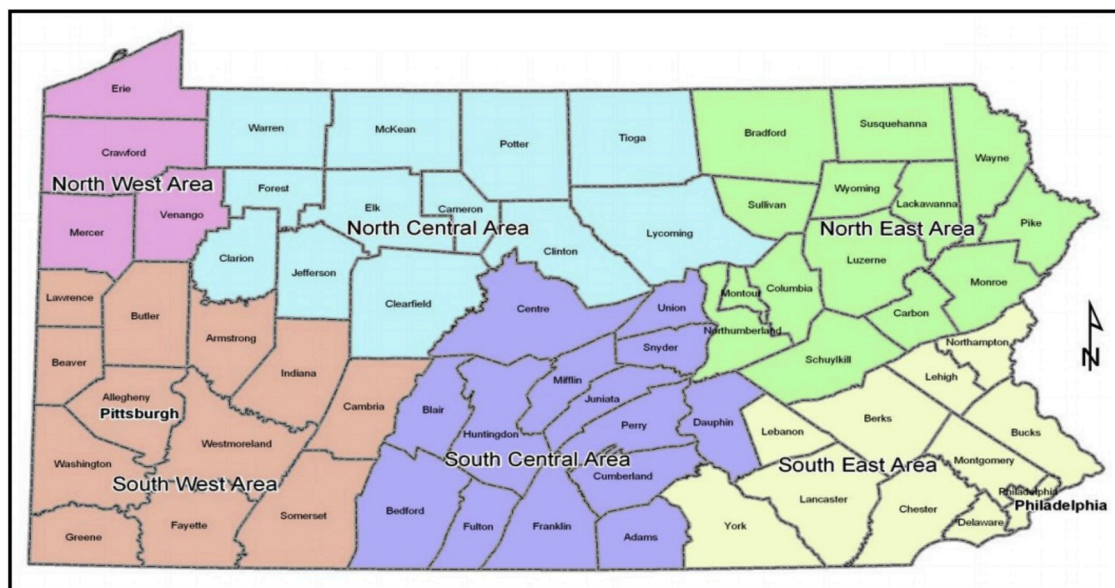 Erie
Warren
McKean
Potter
Tioga
Bradford
Susquehanna
Wayne
Crawford
North West Area
Forest
Elk
Cameron
Wyoming
Lackawanna
Sullivan
Pike
Mercer
Venango
North Central Area
Clinton
Lycoming
North East Area
Clarion
Jefferson
Clearfield
Luzerne
Monroe
Lawrence
Butler
Armstrong
Centre
Union
Montour
Columbia
Carbon
Northumberland
Snyder
Schuylkill
Northampton
Lehigh
N
Beaver
Indiana
Mifflin
Juniata
Allegheny
Pittsburgh
Cambria
Blair
Huntingdon
Perry
Dauphin
Lebanon
Berks
Bucks
Westmoreland
South Central Area
South East Area
Montgomery
Washington
South West Area
Cumberland
Lancaster
Philadelphia
Philadelphia
Chester
Delaware
Greene
Fayette
Somerset
Bedford
Fulton
Franklin
Adams
York